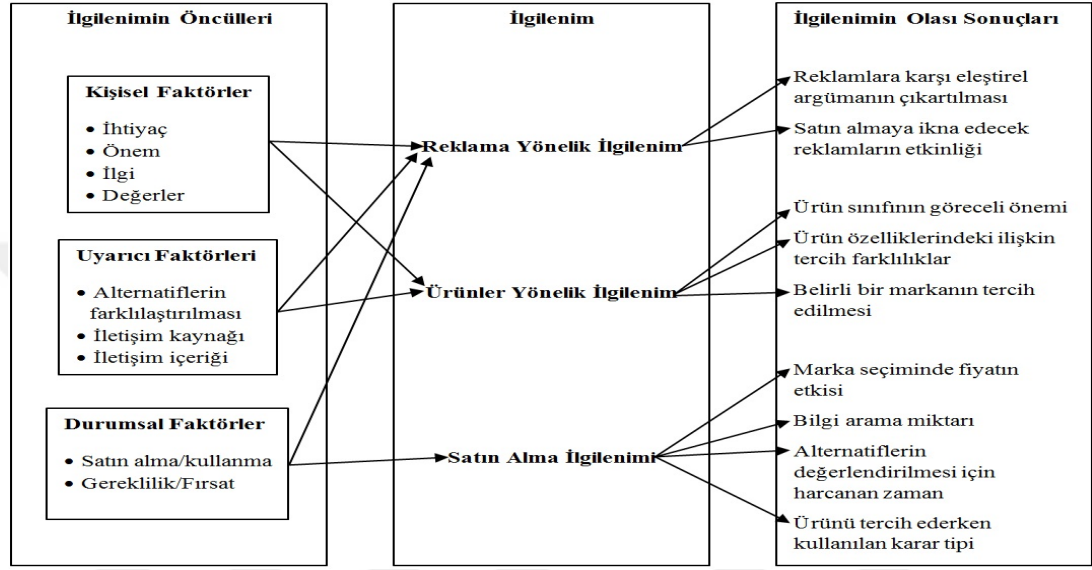 İlgilenimin Öncülleri
Kişisel Faktörler
• İhtiyaç
• Önem
• İlgi
• Değerler
Uyarıcı Faktörleri
• Alternatiflerin
farklılaştırılması
• İletişim kaynağı
• İletişim içeriği
Durumsal Faktörler
• Satın alma/kullanma
• Gereklilik/Fırsat
İlgilenim
Reklama Yönelik İlgilenim
Ürünler Yönelik İlgilenim
Satın Alma İlgilenimi
İlgilenimin Olası Sonuçları
Reklamlara karşı eleştirel
argümanın çıkartılması
Satın almaya ikna edecek
reklamların etkinliği
Ürün sınıfının göreceli önemi
Ürün özelliklerindeki ilişkin
tercih farklılıklar
Belirli bir markanın tercih
edilmesi
Marka seçiminde fiyatın
etkisi
Bilgi arama miktarı
Alternatiflerin
değerlendirilmesi için
harcanan zaman
Ürünü tercih ederken
kullanılan karar tipi